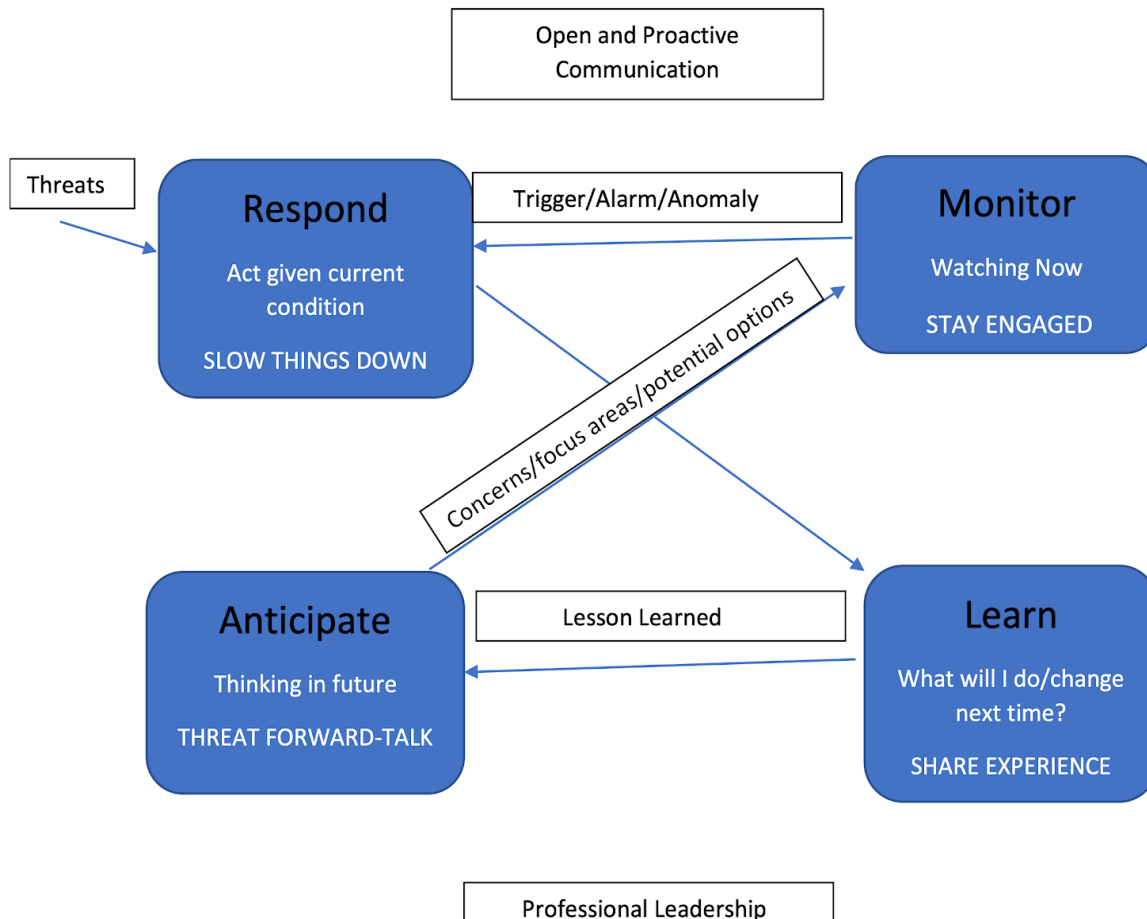 Open and Proactive
Communication
Threats
Respond
Act given current
condition
SLOW THINGS DOWN
Trigger/Alarm/Anomaly
Monitor
Watching Now
STAY ENGAGED
Concerns/focus areas/potential options
Anticipate
Thinking in future
THREAT FORWARD-TALK
Lesson Learned
Learn
What will I do/change
next time?
SHARE EXPERIENCE
Professional Leadership